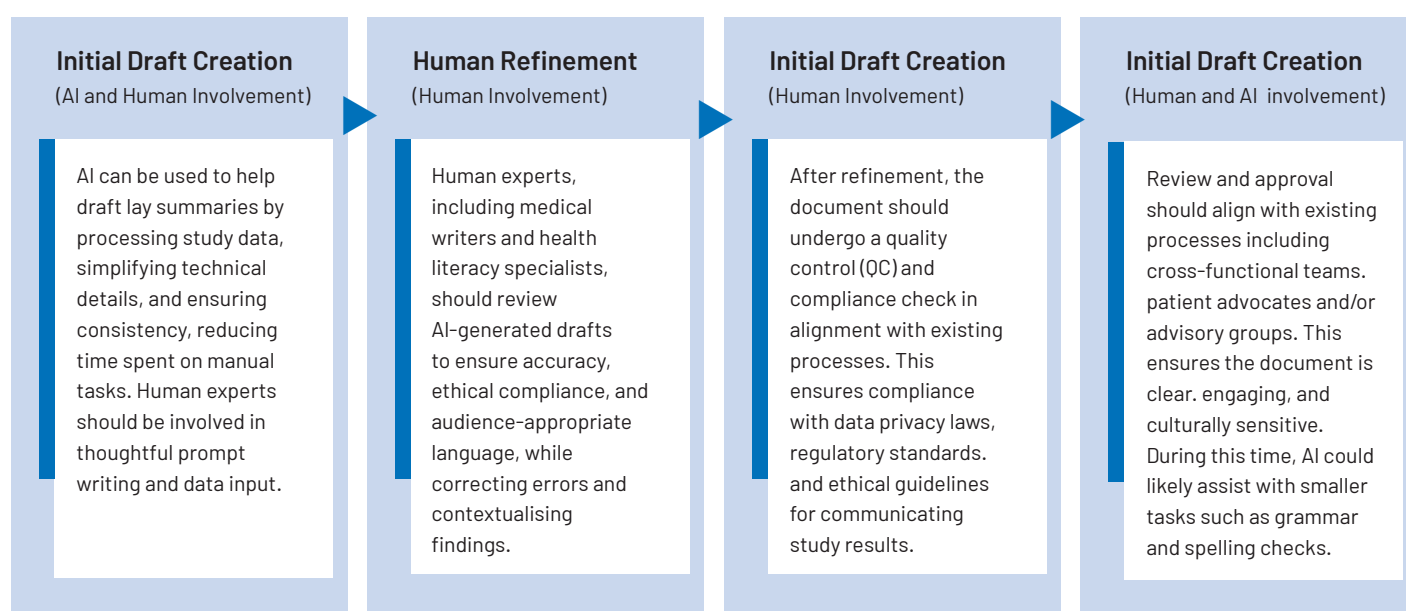 Initial Draft Creation
(AI and Human Involvement)
AI can be used to help
draft lay summaries by
processing study data,
simplifying technical
details, and ensuring
consistency, reducing
time spent on manual
tasks. Human experts
should be involved in
thoughtful prompt
writing and data input.
Human Refinement
(Human Involvement)
Human experts,
including medical
writers and health
literacy specialists,
should review
AI-generated drafts
to ensure accuracy,
ethical compliance, and
audience-appropriate
language, while
correcting errors and
contextualising
findings.
Initial Draft Creation
(Human Involvement)
After refinement, the
document should
undergo a quality
control (QC) and
compliance check in
alignment with existing
processes. This
ensures compliance
with data privacy laws,
regulatory standards.
and ethical guidelines
for communicating
study results.
Initial Draft Creation
(Human and AI involvement)
Review and approval
should align with existing
processes including
cross-functional teams.
patient advocates and/or
advisory groups. This
ensures the document is
clear. engaging, and
culturally sensitive.
During this time, AI could
likely assist with smaller
tasks such as grammar
and spelling checks.